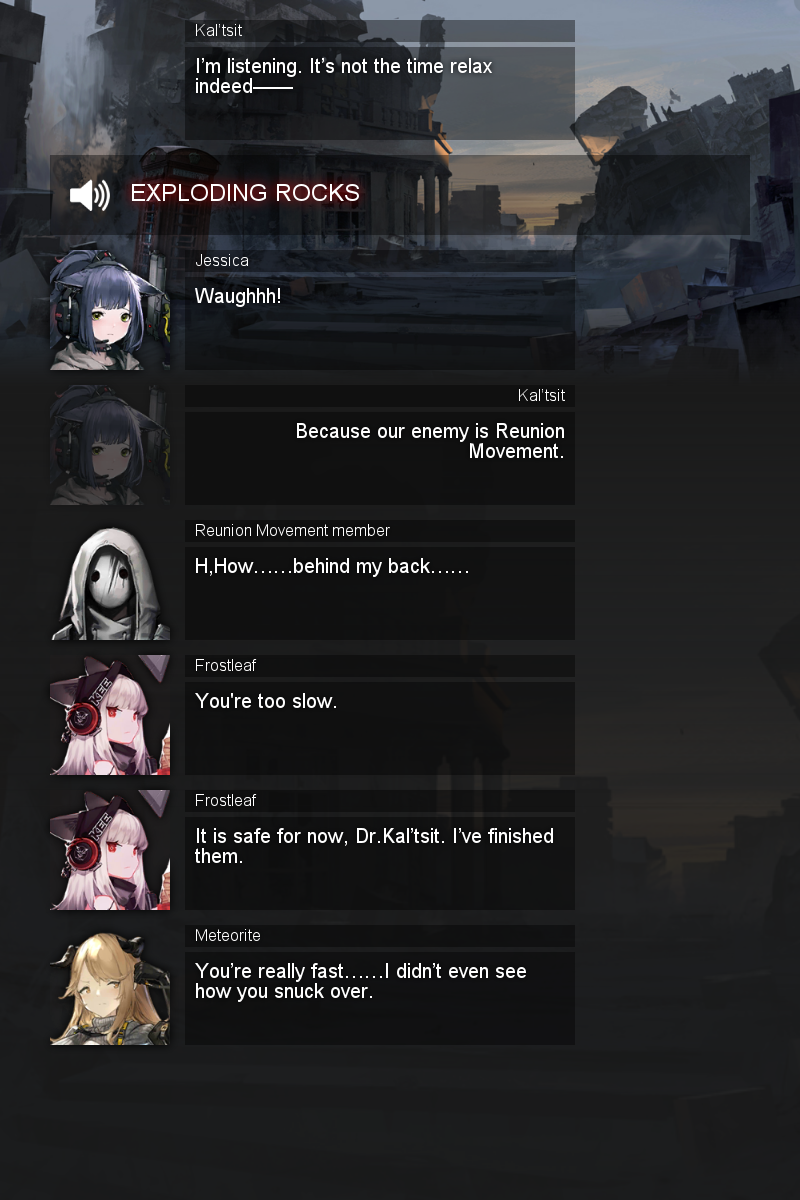 Kal'tsit
I'm listening. It's not the time relax
indeed——
EXPLODING ROCKS
Jessica
Waughhh!
Kal'tsit
Because our enemy is Reunion
Movement.
Reunion Movement member
H,How……behind my back……
Frostleaf
You're too slow.
Frostleaf
It is safe for now, Dr.Kal'tsit. I've finished
them.
Meteorite
You're really fast……I didn't even see
how you snuck over.